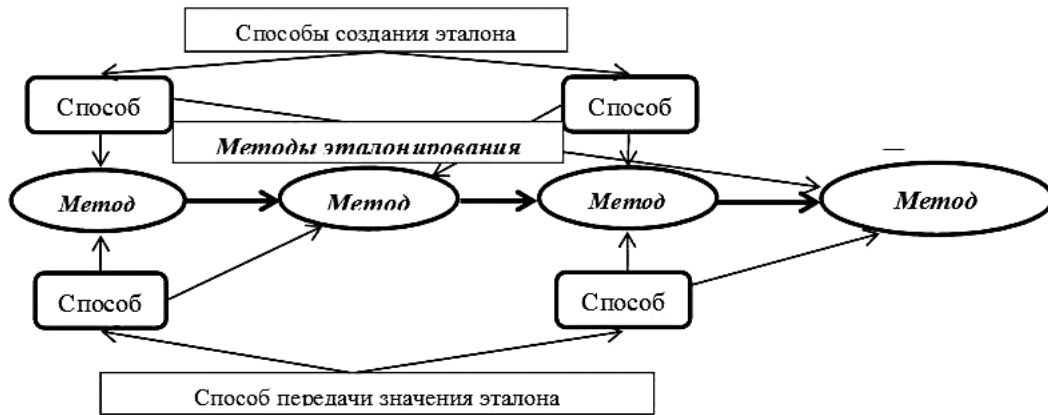 Способы создания эталона
Способ
Способ
Методы эталонирования
Метод
Метод
Метод
Метод
Способ
Способ
Способ передачи значения эталона